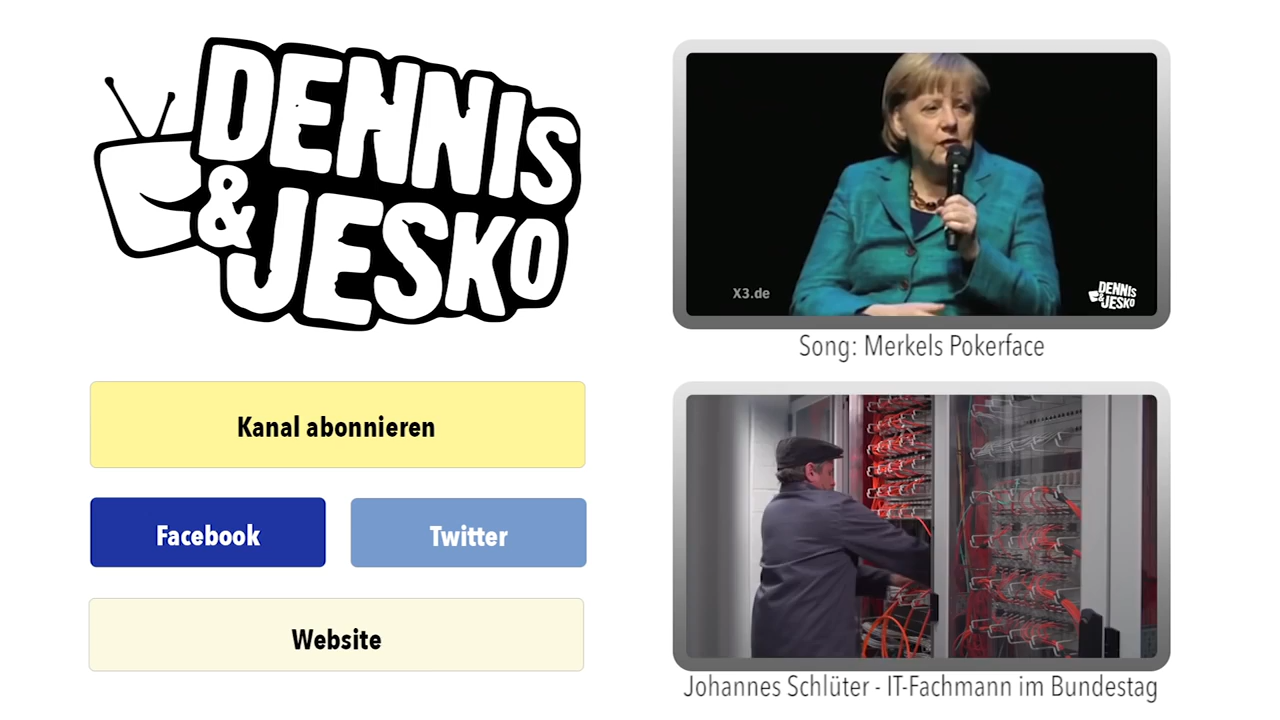 DENNIS
& JESKO
Kanal abonnieren
Facebook
Twitter
Website
X3.de
DENNIS
& JESKO
Song: Merkels Pokerface
Johannes Schlüter - IT-Fachmann im Bundestag